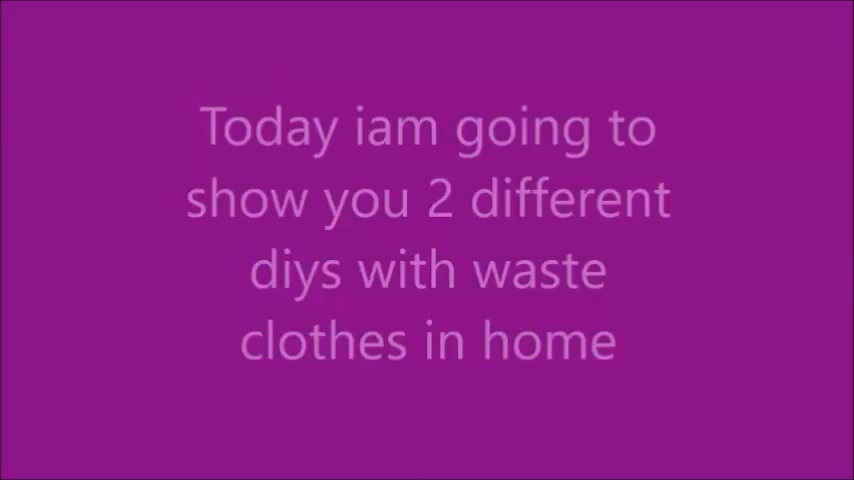 Today iam going to
show you 2 different
diys with waste
clothes in home